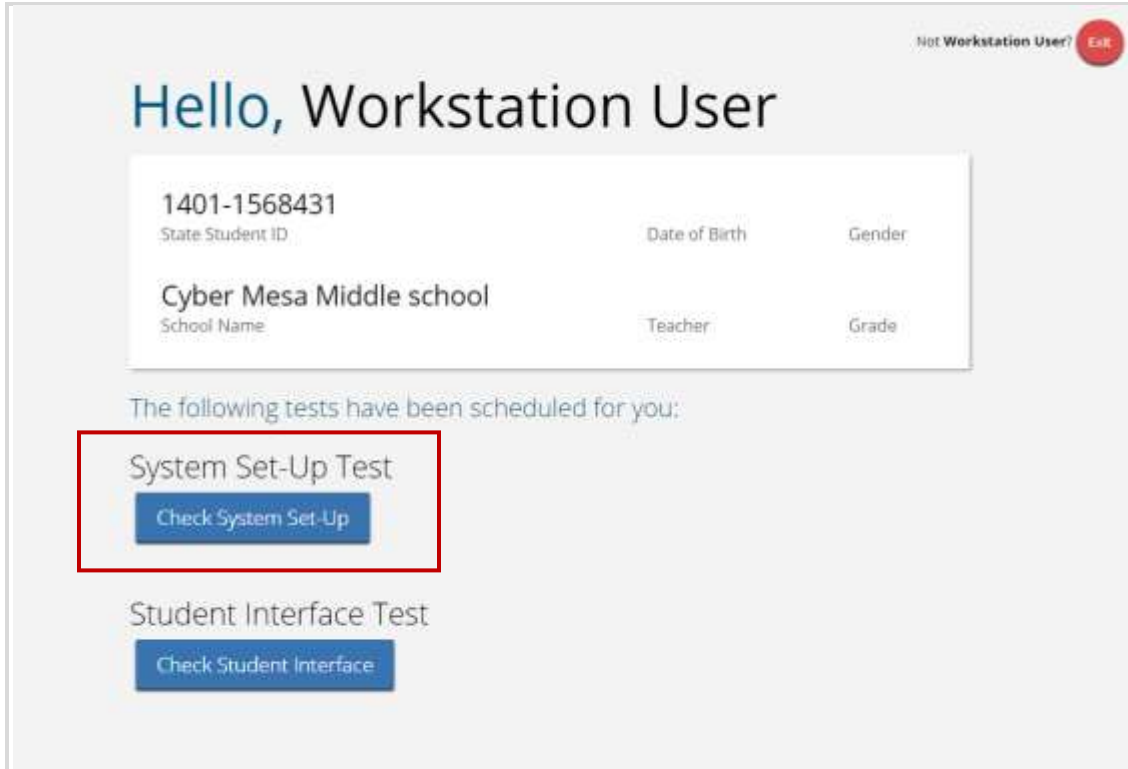 Not Workstation User? Exit
Hello, Workstation User
1401-1568431
State Student ID Date of Birth Gender
Cyber Mesa Middle school
School Name Teacher Grade
The following tests have been scheduled for you:
System Set-Up Test
Check System Set-Up
Student Interface Test
Check Student Interface